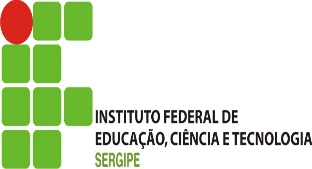 INSTITUTO FEDERAL DE
EDUCAÇÃO, CIÊNCIA E TECNOLOGIA
SERGIPE